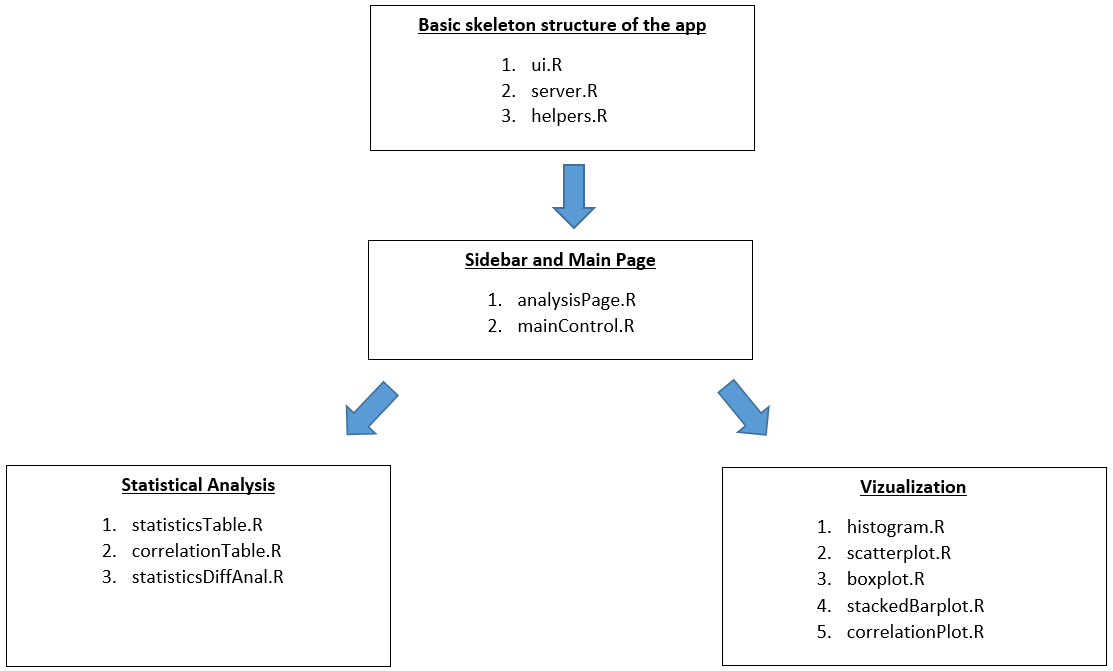 Basic skeleton structure of the app
1. ui.R
2. server.R
3. helpers.R
Sidebar and Main Page
1. analysisPage.R
2. mainControl.R
Statistical Analysis
1. statisticsTable.R
2. correlationTable.R
3. statisticsDiffAnal.R
Vizualization
1. histogram.R
2. scatterplot.R
3. boxplot.R
4. stackedBarplot.R
5. correlationPlot.R